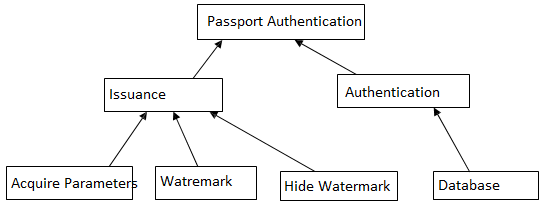 Passport Authentication
Issuance
Authentication
Acquire Parameters
Watremark
Hide Watermark
Database